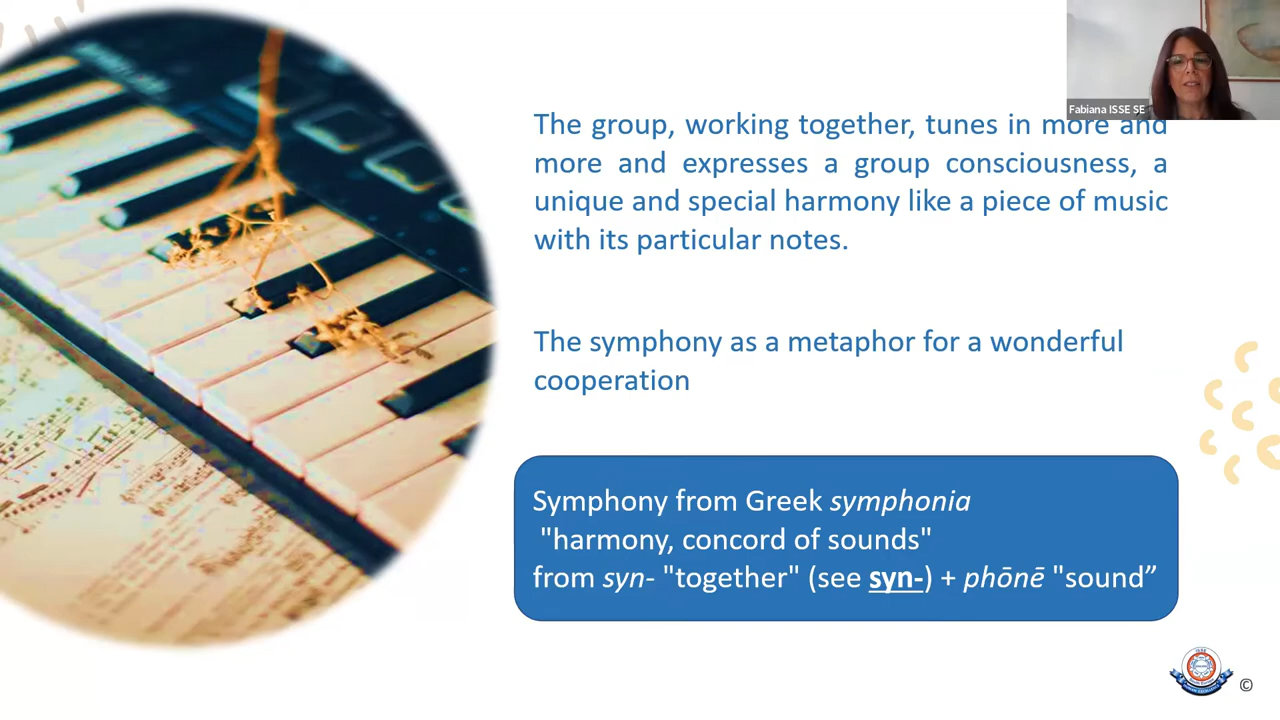 Fabiana ISSE SE
The group, working together, tunes in more and
more and expresses a group consciousness, a
unique and special harmony like a piece of music
with its particular notes.
The symphony as a metaphor for a wonderful
cooperation
Symphony from Greek symphonia
"harmony, concord of sounds"
from syn- "together" (see syn-) + phōnē "sound”
ISSE
©